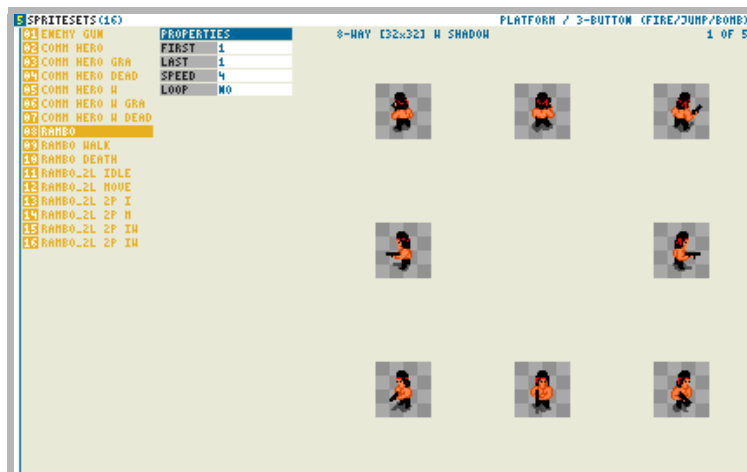 5 SPRITESETS(16) PLATFORM / 3-BUTTON (FIRE/JUMP/BOMB)
01 ENEMY GUN PROPERTIES 8-WAY [32x32] W SHADOW 1 OF 5
02 COMM HERO FIRST 1
03 COMM HERO GRA LAST 1
04 COMM HERO DEAD SPEED 4
05 COMM HERO W LOOP NO
06 COMM HERO W GRA
07 COMM HERO W DEAD
08 RAMBO
09 RAMBO WALK
10 RAMBO DEATH
11 RAMBO_2L IDLE
12 RAMBO_2L MOVE
13 RAMBO_2L 2P I
14 RAMBO_2L 2P M
15 RAMBO_2L 2P IW
16 RAMBO_2L 2P IW